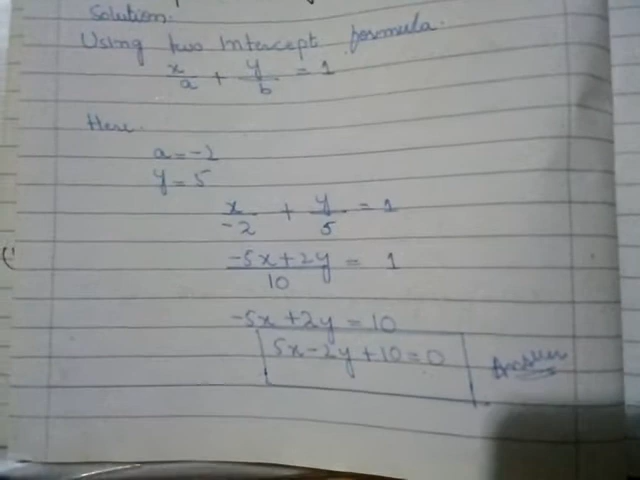 Solution.
Using two Intercept formula.
x/a + y/b = 1
Here.
a = -2
y = 5
x/-2 + y/5 = 1
-5x+2y/10 = 1
-5x+2y = 10
5x-2y+10=0 Answer